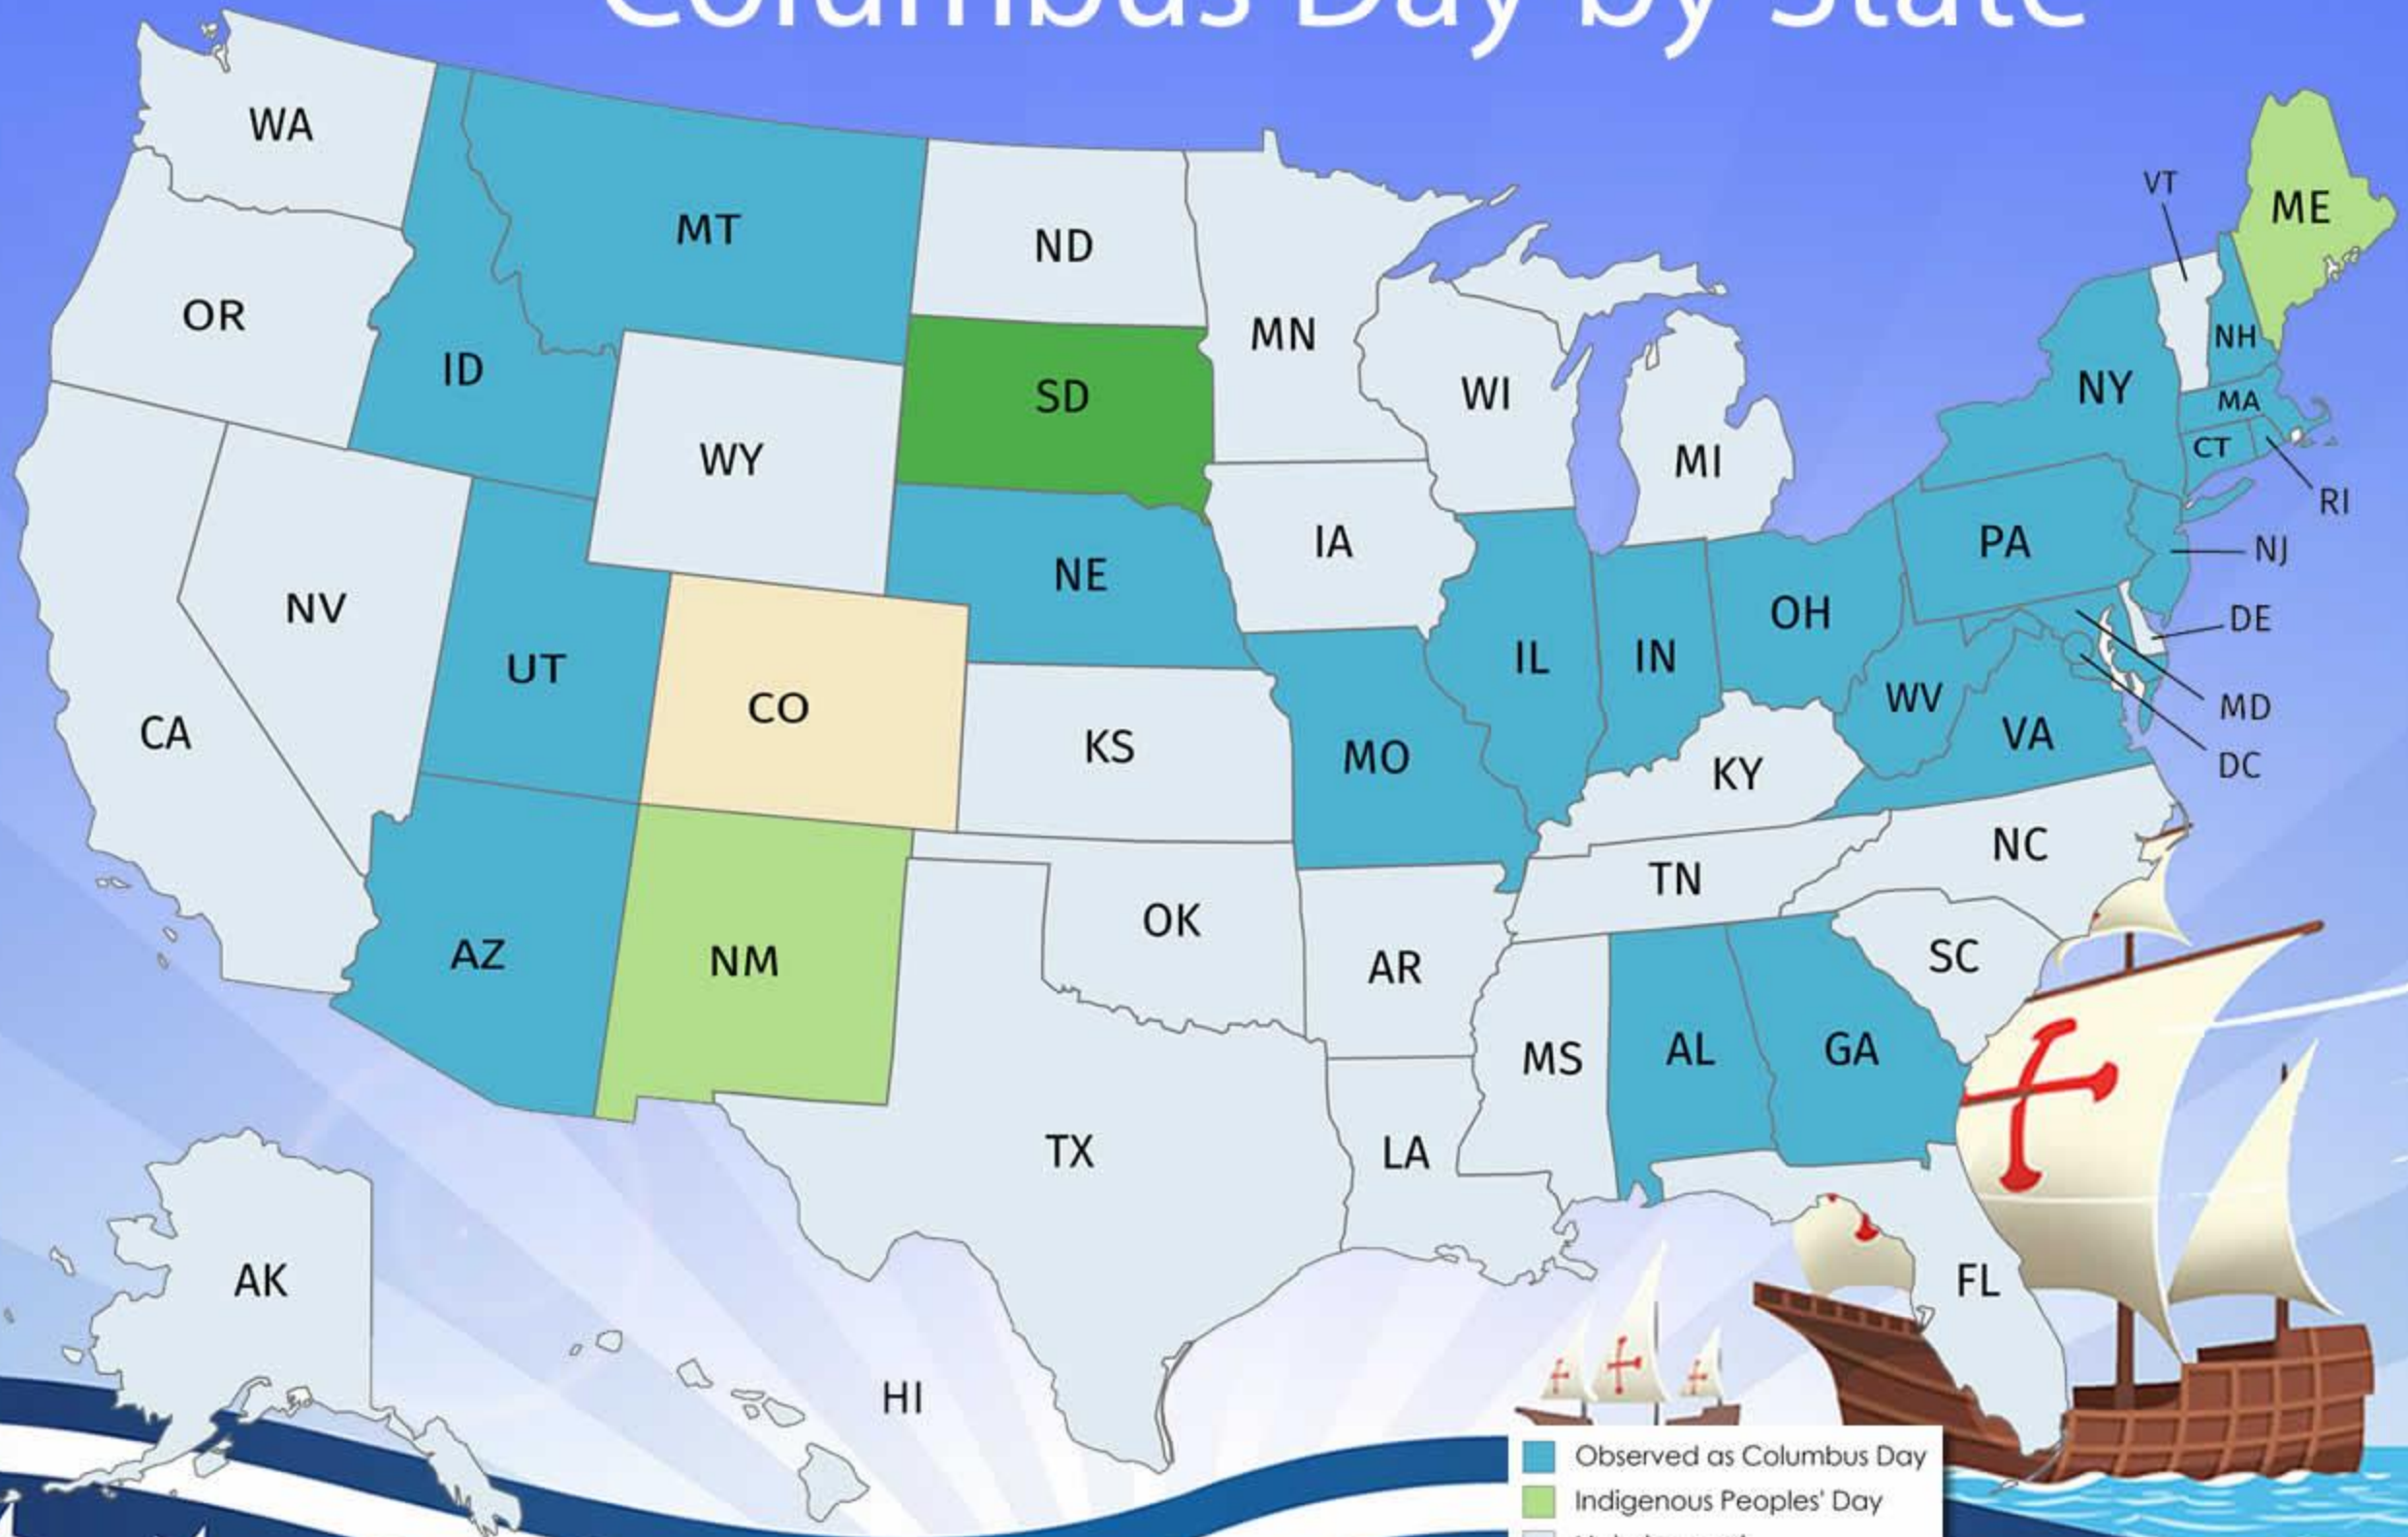 Columbus Day by State
WA
MT
ND
VT
ME
OR
ID
MN
NH
SD
WI
NY
MA
CT
WY
MI
RI
IA
PA
NJ
NE
NV
OH
DE
UT
IL
IN
CO
WV
MD
CA
KS
MO
VA
DC
KY
NC
TN
OK
AZ
NM
AR
SC
MS
AL
GA
TX
LA
AK
FL
HI
Observed as Columbus Day
Indigenous Peoples' Day